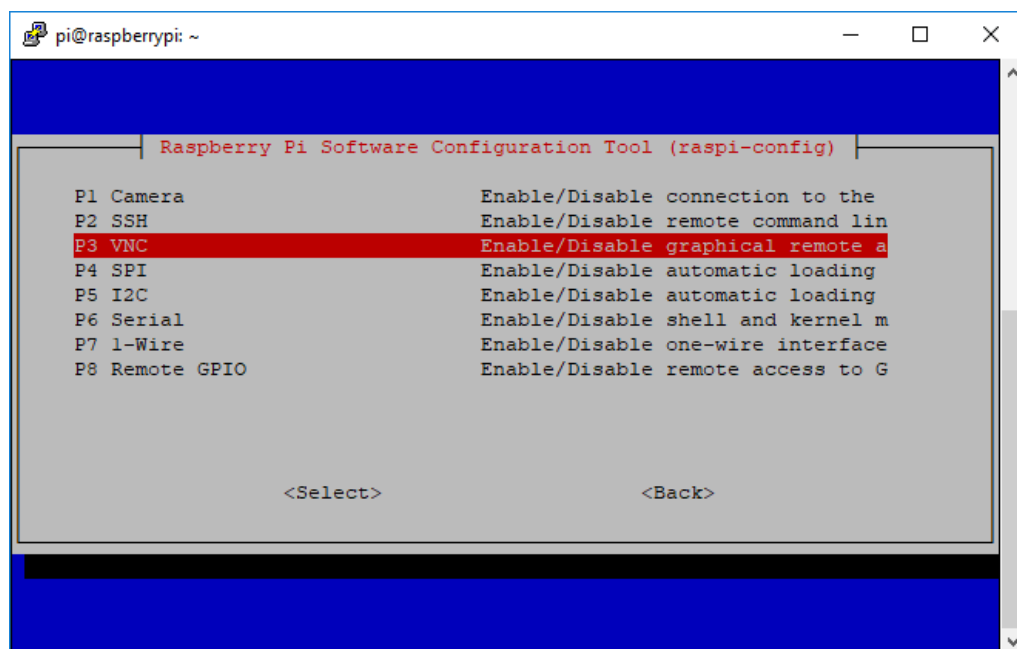 pi@raspberrypi: ~
Raspberry Pi Software Configuration Tool (raspi-config)
P1 Camera Enable/Disable connection to the
P2 SSH Enable/Disable remote command lin
P3 VNC Enable/Disable graphical remote a
P4 SPI Enable/Disable automatic loading
P5 I2C Enable/Disable automatic loading
P6 Serial Enable/Disable shell and kernel m
P7 1-Wire Enable/Disable one-wire interface
P8 Remote GPIO Enable/Disable remote access to G
<Select> <Back>